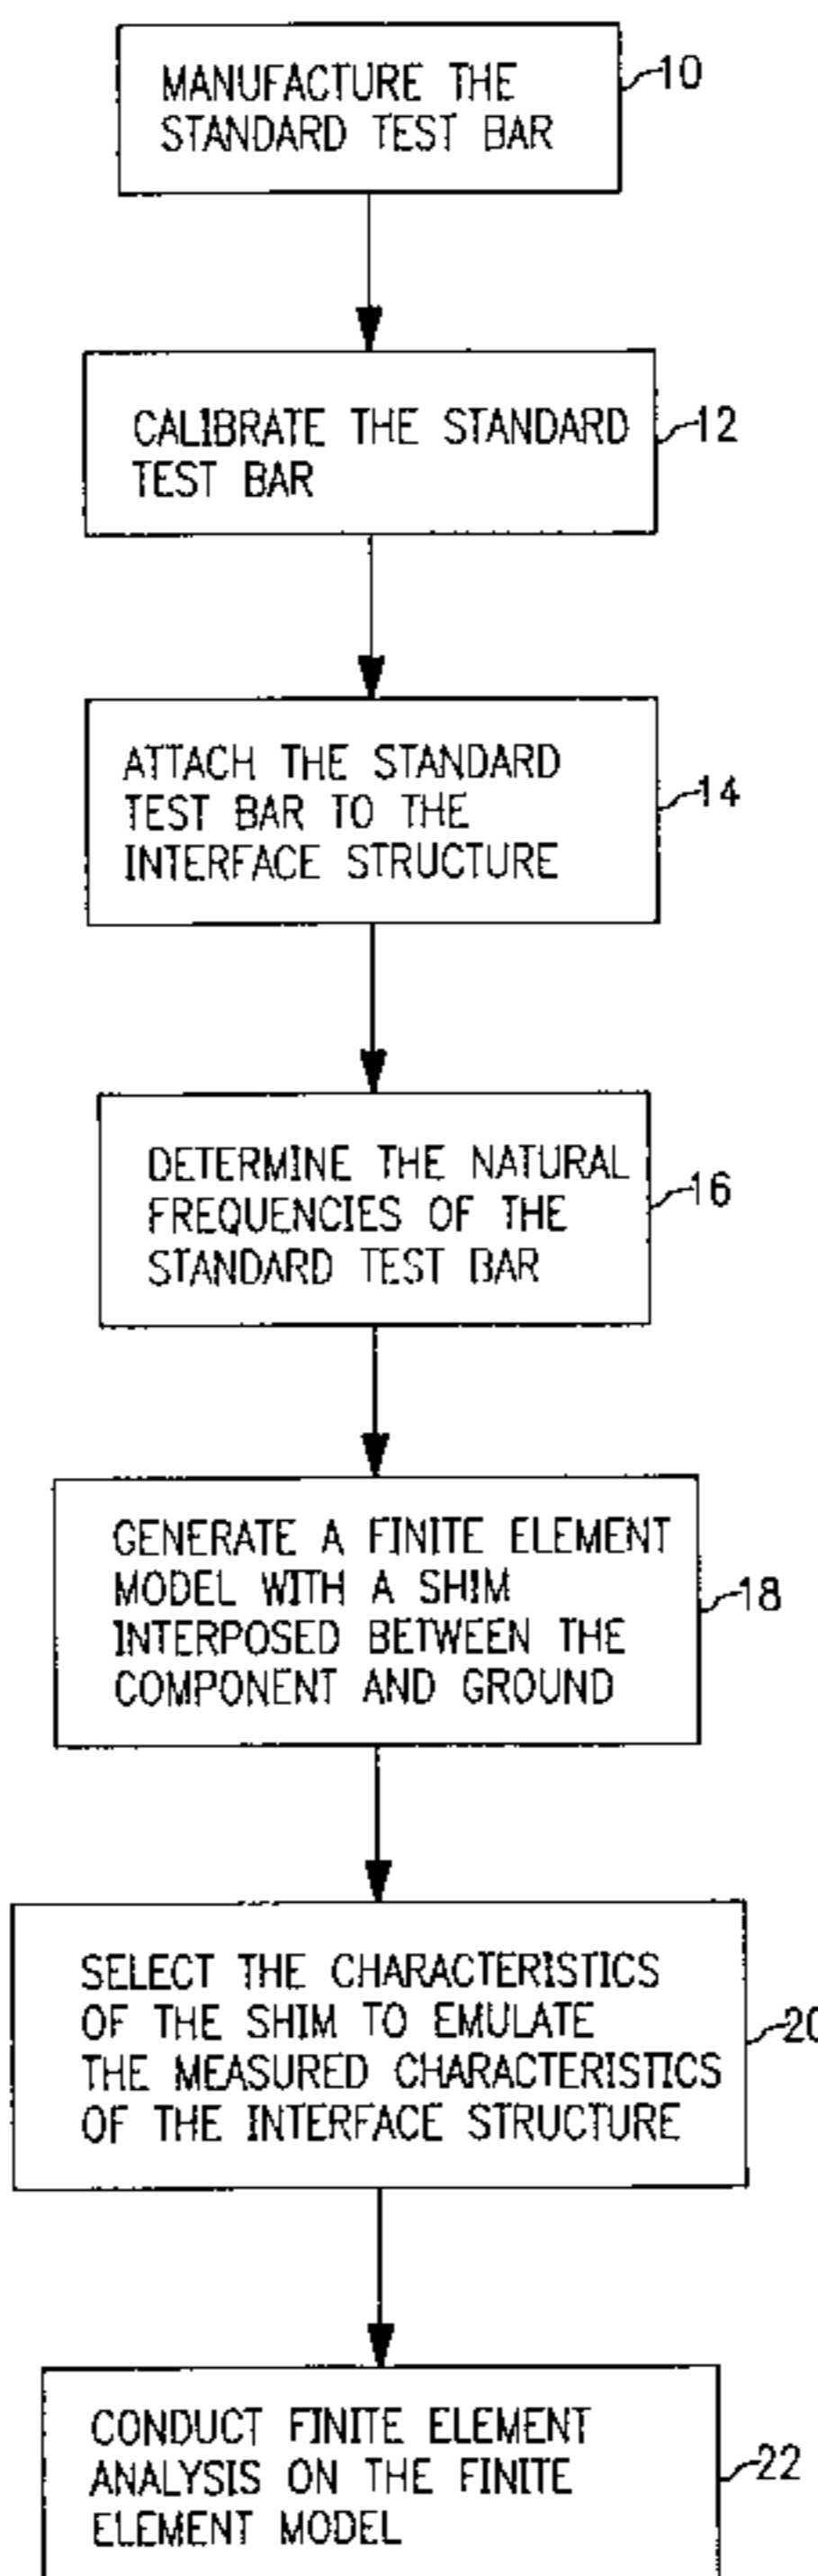 MANUFACTURE THE
STANDARD TEST BAR
10
CALIBRATE THE STANDARD
TEST BAR
12
ATTACH THE STANDARD
TEST BAR TO THE
INTERFACE STRUCTURE
14
DETERMINE THE NATURAL
FREQUENCIES OF THE
STANDARD TEST BAR
16
GENERATE A FINITE ELEMENT
MODEL WITH A SHIM
INTERPOSED BETWEEN THE
COMPONENT AND GROUND
18
SELECT THE CHARACTERISTICS
OF THE SHIM TO EMULATE
THE MEASURED CHARACTERISTICS
OF THE INTERFACE STRUCTURE
20
CONDUCT FINITE ELEMENT
ANALYSIS ON THE FINITE
ELEMENT MODEL
22